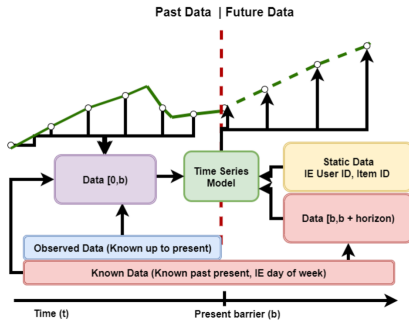 Past Data | Future Data
Data [0,b)
Time Series
Model
Static Data
IE User ID, Item ID
Data [b,b + horizon)
Observed Data (Known up to present)
Known Data (Known past present, IE day of week)
Time (t)
Present barrier (b)